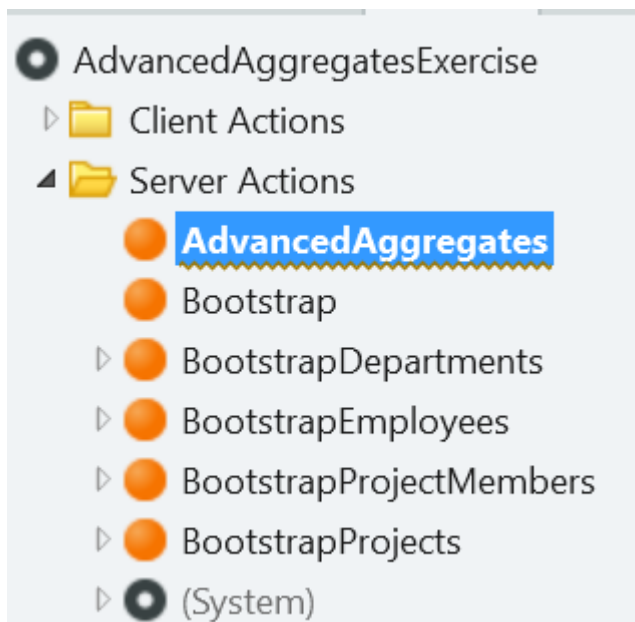 AdvancedAggregatesExercise
Client Actions
Server Actions
AdvancedAggregates
Bootstrap
BootstrapDepartments
BootstrapEmployees
BootstrapProjectMembers
BootstrapProjects
(System)